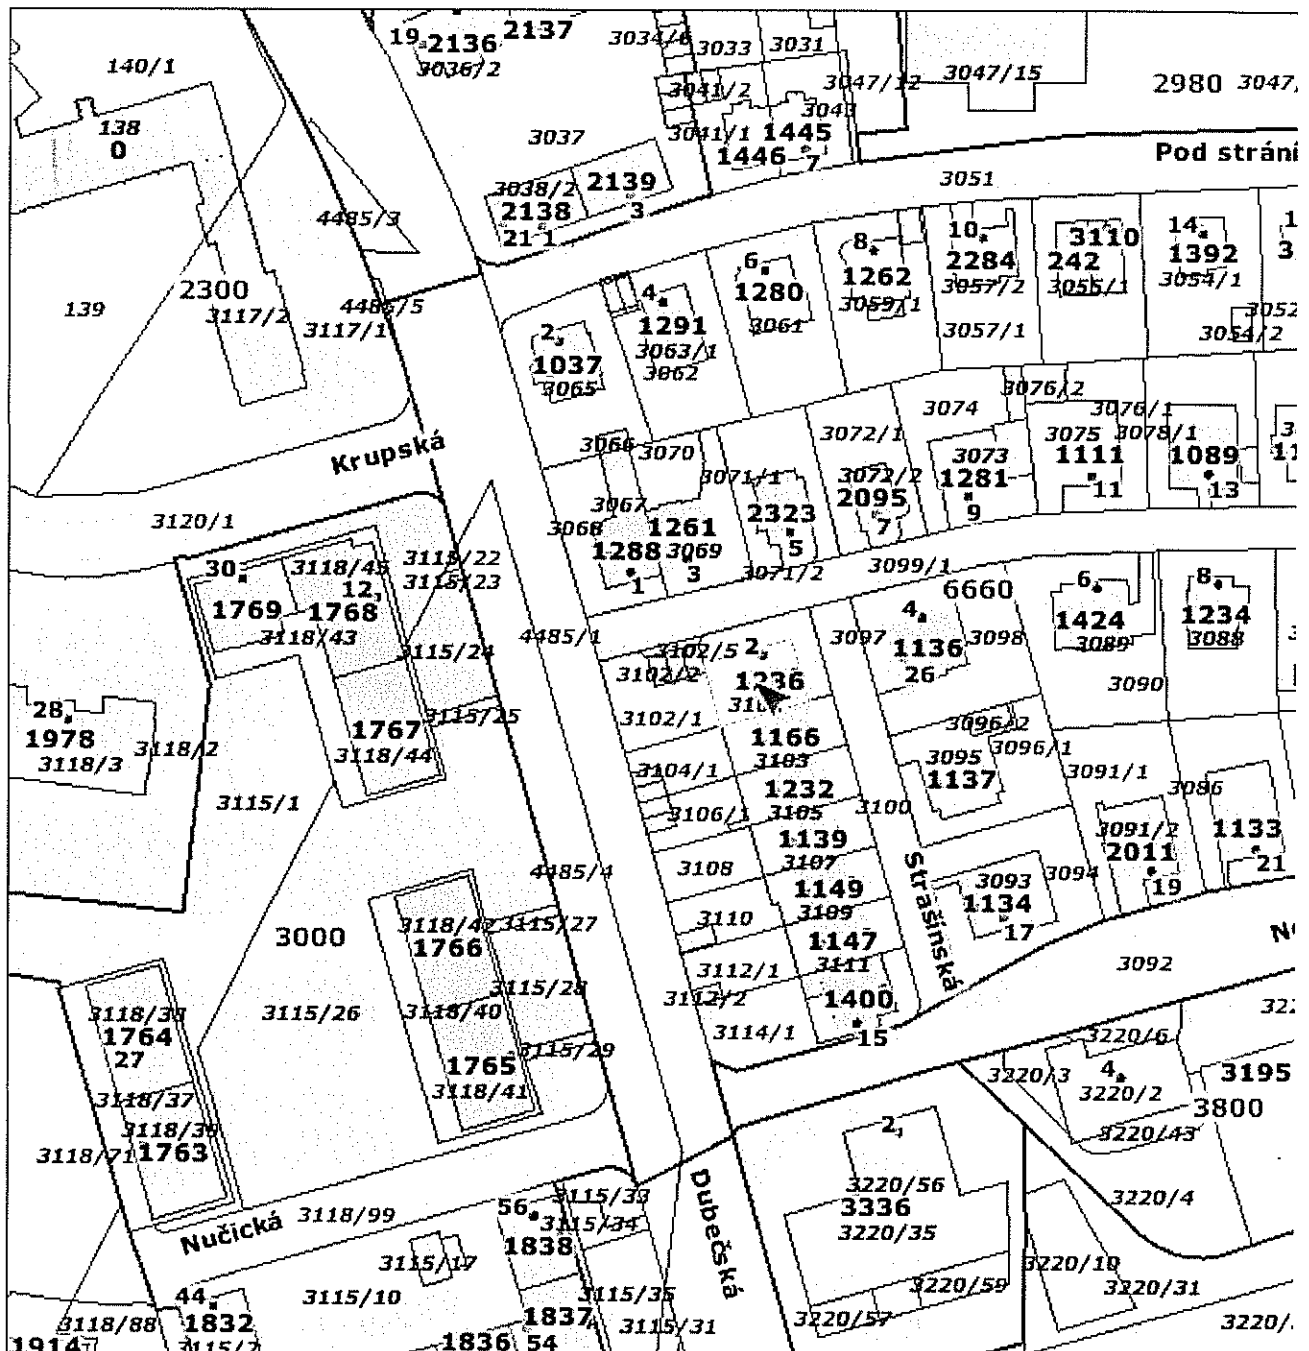 19 2136 2137 3034/6 3033 3031
3036/2 3047/15 2980
140/1 3041/2 3047/12 3043
138 3041/1 1445
0 3037 1446 7 Pod strání
3038/2 2139 3051
2138 3
21 1
4485/3 10 3110 14
8 2284 242 1392
6 1262 3057/2 3055/1 3054/1
2300 4 1280 3059/1
139 3117/2 4485/5 1291 3061 3057/1 3052
3117/1 2 3063/1 3054/2
1037 3062
3065 3076/2
3074 3076/1
3066 3072/1 3075 3078/1
Krupská 3070 3073 1111 1089
3071/1 3072/2 1281 11 13
3067 2095 9
3120/1 3068 1261 2323 7
1288 3069 5
3115/22 1 3 3071/2 3099/1
30 3118/45 3115/23 6660 6 8
12 4 1424 1234
1769 1768 3089 3088
3118/43 4485/1 2 3097 1136 3098
3115/24 3102/5 26
3102/2 1236 3090
28 1767 3115/25 3102/1 3096/2
1978 3118/2 3118/44 1166 3096/1
3118/3 3103 3095
3104/1 1137 3091/1
3115/1 1232 3086
3106/1 3105 3100
1139 3091/2 1133
3107 2011 21
4485/4 3108 1149 3093 3094 19
3109 1134
3118/42 3115/27 3110 17
3000 1766 1147 Strašínská
3111 3092
3112/1
3115/28 3112/2 1400
3118/38 3115/26 3118/40 3114/1 15
1764 3220/6
27 1765 3115/29 3220/3 4 3195
3118/41 3220/2 3800
3118/37 3220/43
3118/71 1763 2
3220/56 3220/4
3115/33 3336
Nučická 3118/99 56 3115/34 3220/35
1838 Dubečská
3115/17 3220/59 3220/10 3220/31
44 3115/10 3115/35
3118/88 1832 1837 3220/57
1914 1836 54 3115/31